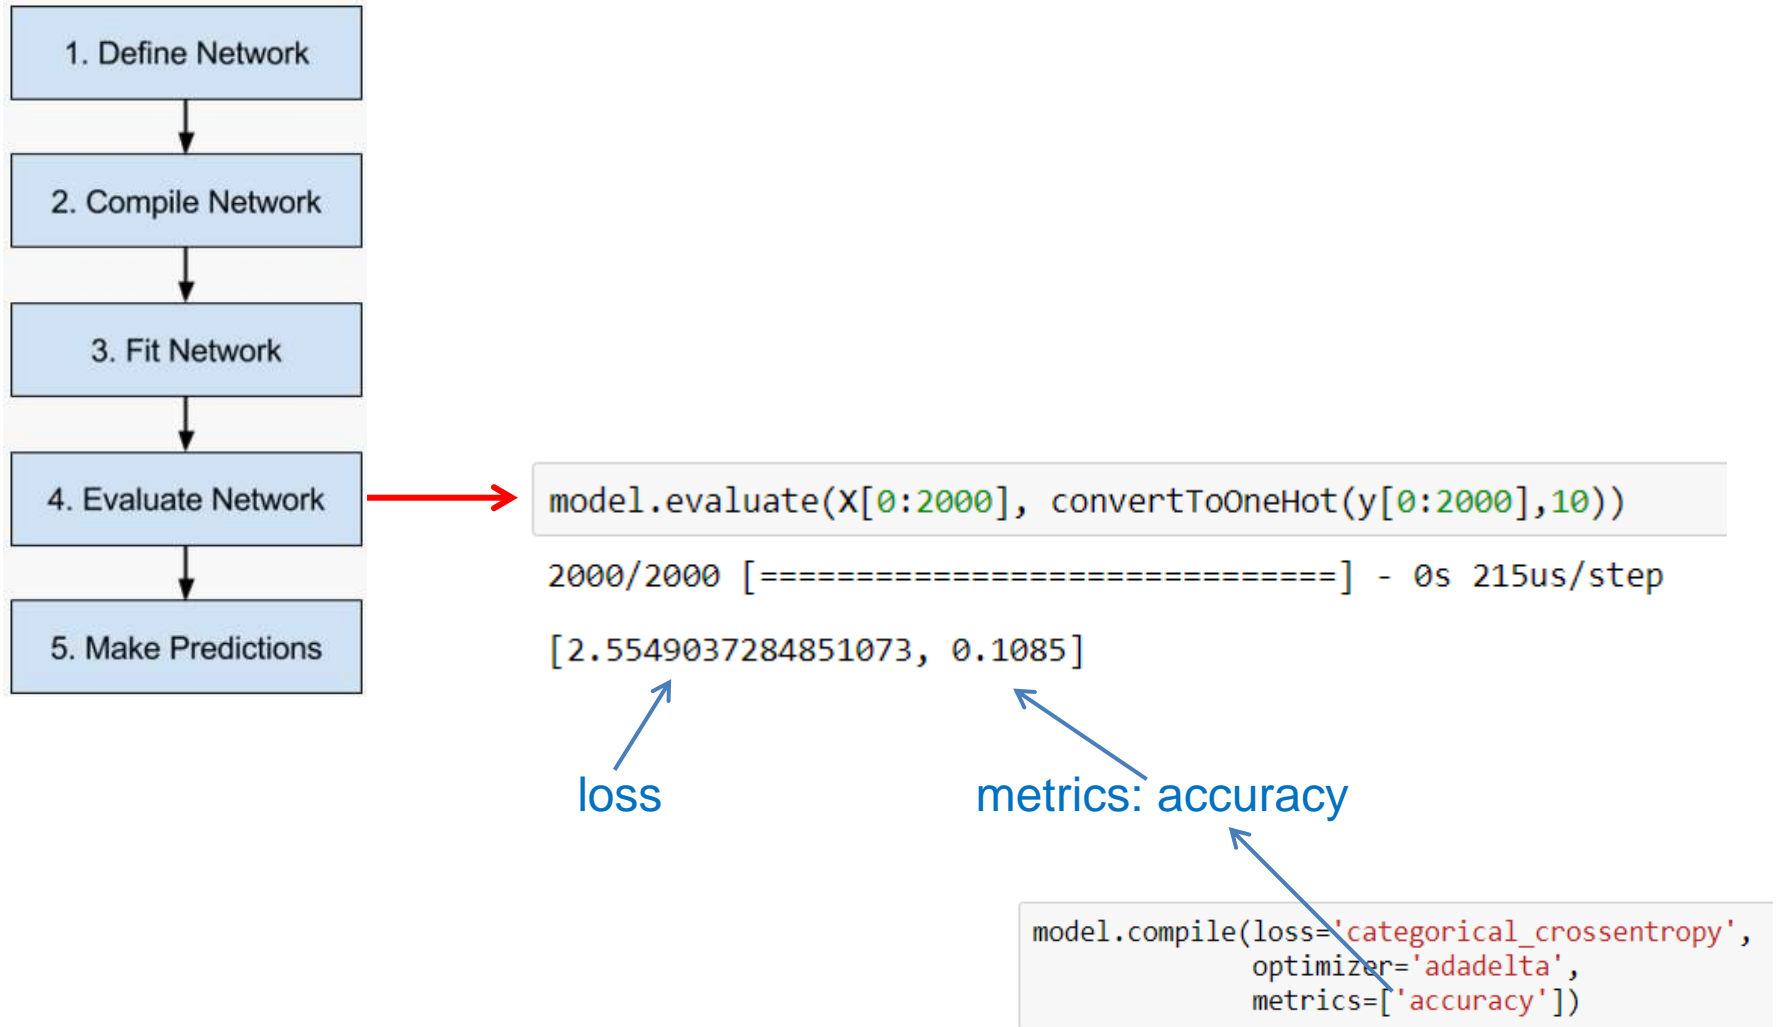 1. Define Network
2. Compile Network
3. Fit Network
4. Evaluate Network
5. Make Predictions
model.evaluate(X[0:2000], convertToOneHot(y[0:2000],10))
2000/2000 [==============================] - 0s 215us/step
[2.5549037284851073, 0.1085]
loss
metrics: accuracy
model.compile(loss='categorical_crossentropy',
optimizer='adadelta',
metrics=['accuracy'])